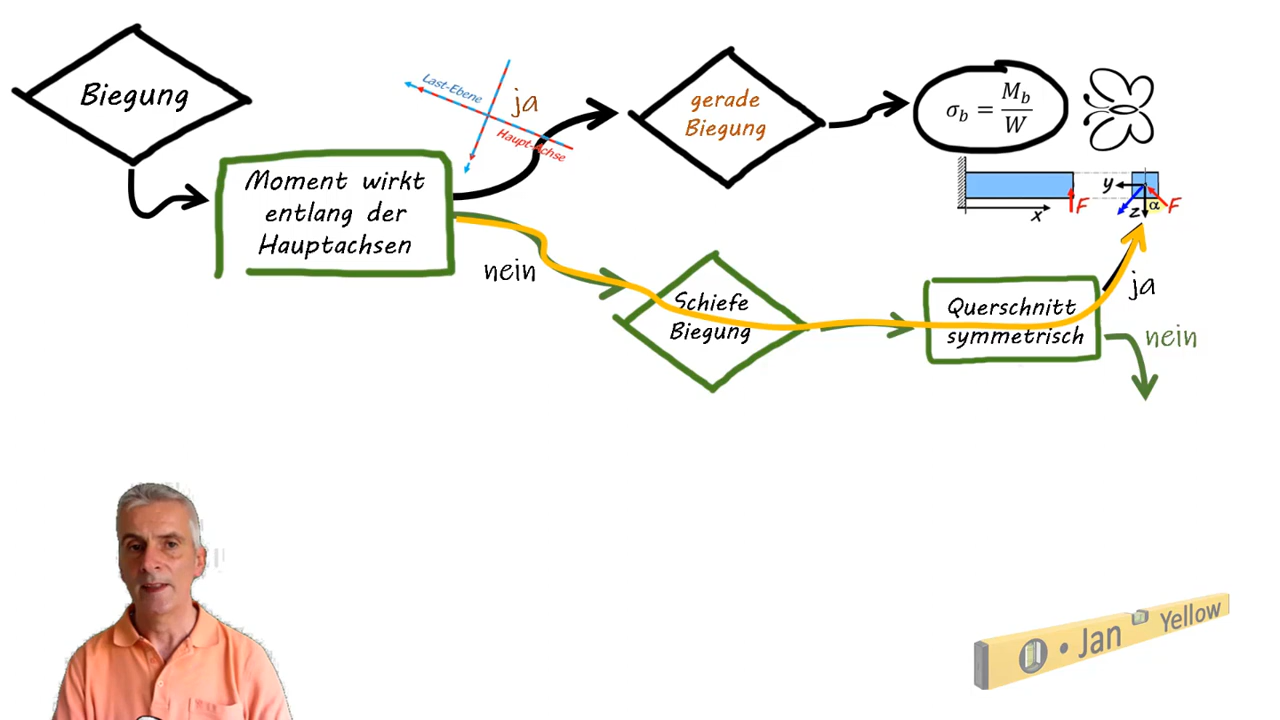 Biegung
Last-Ebene
ja
Haupt-Achse
gerade
Biegung
σ_b = M_b / W
Moment wirkt
entlang der
Hauptachsen
nein
y
z
α
F
x
F
Schiefe
Biegung
Querschnitt
symmetrisch
ja
nein
Jan
Yellow